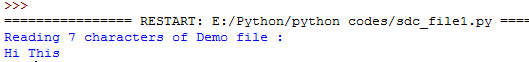 >>>
================ RESTART: E:/Python/python codes/sdc_file1.py ====
Reading 7 characters of Demo file :
Hi This